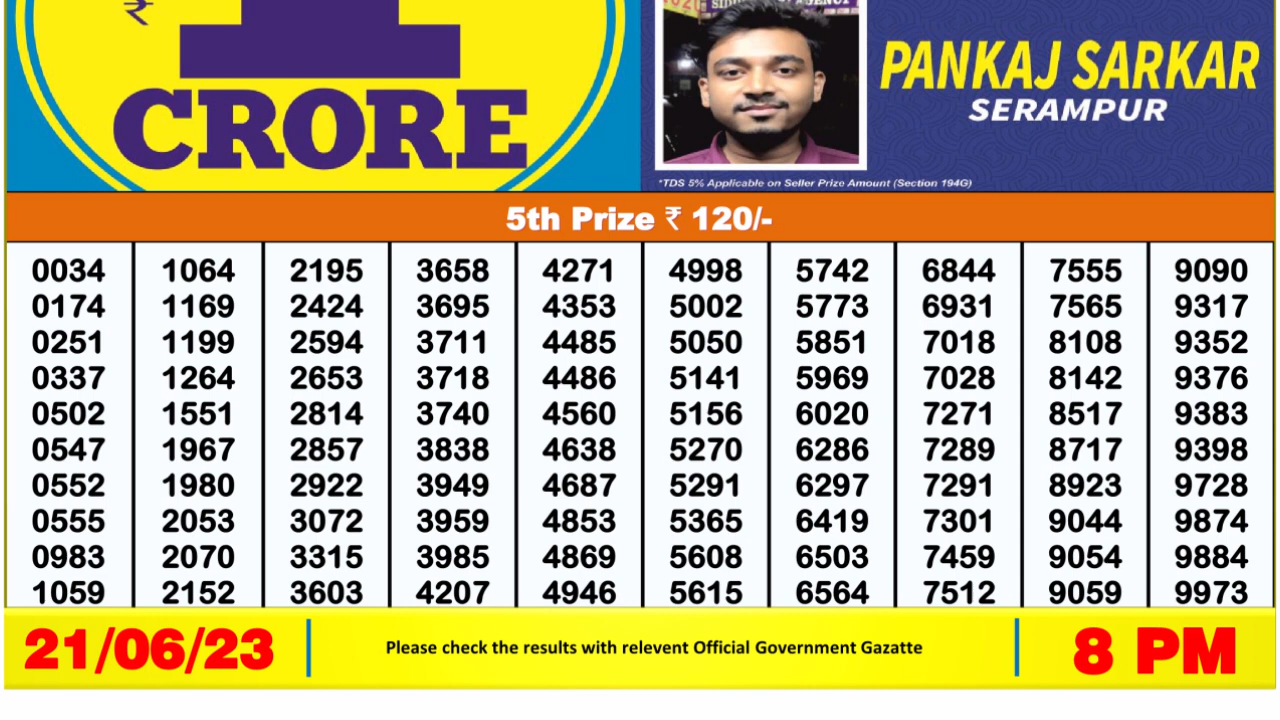 ₹
1
CRORE
PANKAJ SARKAR
SERAMPUR
*TDS 5% Applicable on Seller Prize Amount (Section 194G)
5th Prize ₹ 120/-
0034 1064 2195 3658 4271 4998 5742 6844 7555 9090
0174 1169 2424 3695 4353 5002 5773 6931 7565 9317
0251 1199 2594 3711 4485 5050 5851 7018 8108 9352
0337 1264 2653 3718 4486 5141 5969 7028 8142 9376
0502 1551 2814 3740 4560 5156 6020 7271 8517 9383
0547 1967 2857 3838 4638 5270 6286 7289 8717 9398
0552 1980 2922 3949 4687 5291 6297 7291 8923 9728
0555 2053 3072 3959 4853 5365 6419 7301 9044 9874
0983 2070 3315 3985 4869 5608 6503 7459 9054 9884
1059 2152 3603 4207 4946 5615 6564 7512 9059 9973
21/06/23 Please check the results with relevent Official Government Gazatte 8 PM